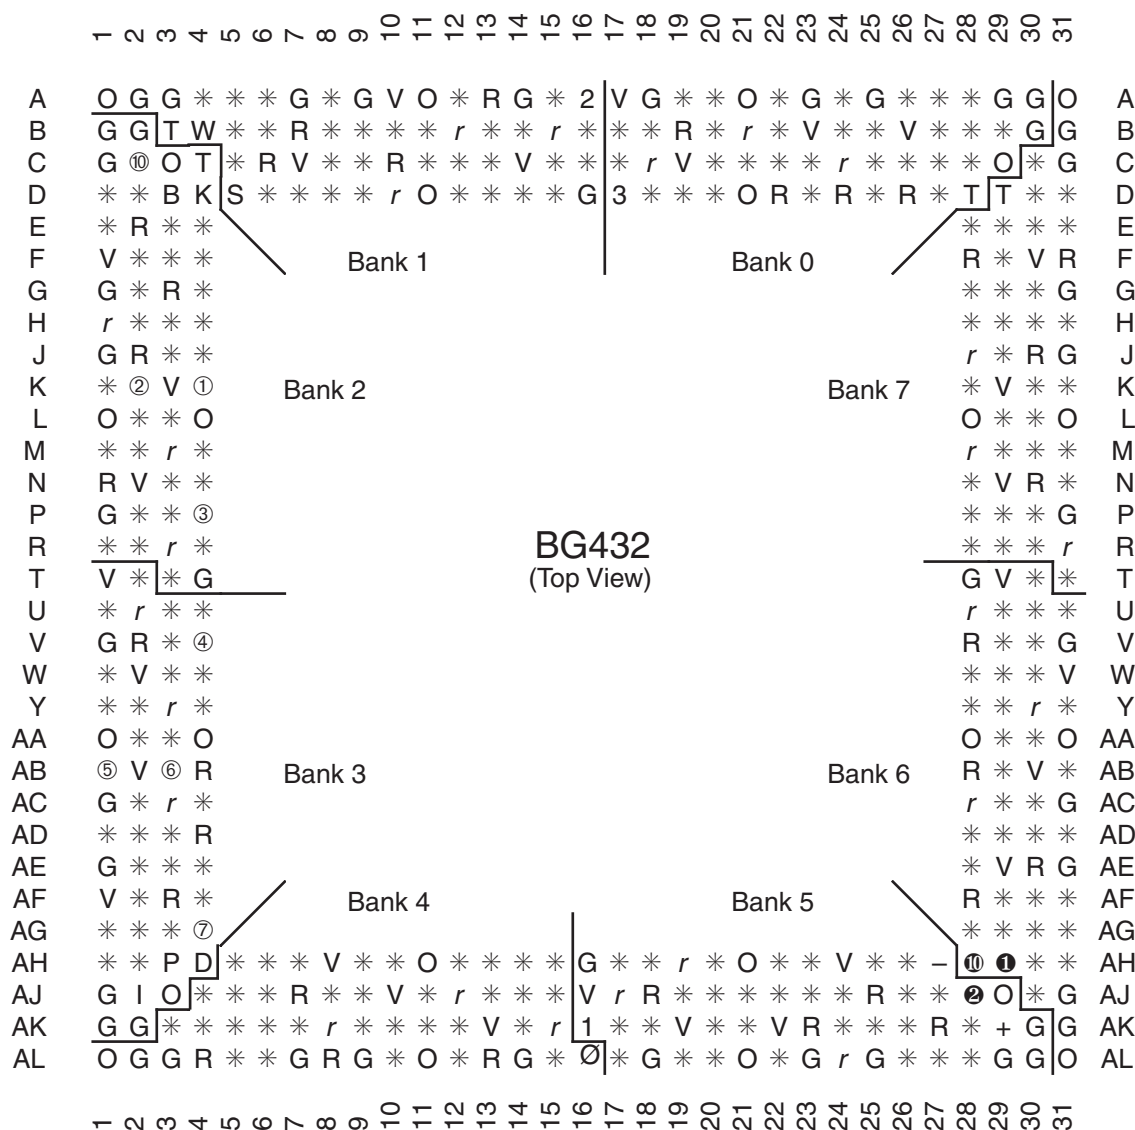 1 2 3 4 5 6 7 8 9 10 11 12 13 14 15 16 17 18 19 20 21 22 23 24 25 26 27 28 29 30 31
A O G G ✳ ✳ ✳ G ✳ G V O ✳ R G ✳ 2 V G ✳ ✳ O ✳ G ✳ G ✳ ✳ ✳ G G O A
B G G T W ✳ ✳ R ✳ ✳ ✳ ✳ r ✳ ✳ r ✳ ✳ ✳ R ✳ r ✳ V ✳ ✳ V ✳ ✳ ✳ G G B
C G ⑩ O T ✳ R V ✳ ✳ R ✳ ✳ ✳ V ✳ ✳ ✳ r V ✳ ✳ ✳ ✳ r ✳ ✳ ✳ ✳ O ✳ G C
D ✳ ✳ B K S ✳ ✳ ✳ ✳ r O ✳ ✳ ✳ ✳ G 3 ✳ ✳ ✳ O R ✳ R ✳ R ✳ T T ✳ ✳ D
E ✳ R ✳ ✳ ✳ ✳ ✳ ✳ E
F V ✳ ✳ ✳ Bank 1 Bank 0 R ✳ V R F
G G ✳ R ✳ ✳ ✳ ✳ G G
H r ✳ ✳ ✳ ✳ ✳ ✳ ✳ H
J G R ✳ ✳ r ✳ R G J
K ✳ ② V ① Bank 2 Bank 7 ✳ V ✳ ✳ K
L O ✳ ✳ O O ✳ ✳ O L
M ✳ ✳ r ✳ r ✳ ✳ ✳ M
N R V ✳ ✳ ✳ V R ✳ N
P G ✳ ✳ ③ ✳ ✳ ✳ G P
R ✳ ✳ r ✳ BG432 ✳ ✳ ✳ r R
T V ✳ ✳ G (Top View) G V ✳ ✳ T
U ✳ r ✳ ✳ r ✳ ✳ ✳ U
V G R ✳ ④ R ✳ ✳ G V
W ✳ V ✳ ✳ ✳ ✳ ✳ V W
Y ✳ ✳ r ✳ ✳ ✳ r ✳ Y
AA O ✳ ✳ O O ✳ ✳ O AA
AB ⑤ V ⑥ R Bank 3 Bank 6 R ✳ V ✳ AB
AC G ✳ r ✳ r ✳ ✳ G AC
AD ✳ ✳ ✳ R ✳ ✳ ✳ ✳ AD
AE G ✳ ✳ ✳ ✳ V R G AE
AF V ✳ R ✳ Bank 4 Bank 5 R ✳ ✳ ✳ AF
AG ✳ ✳ ✳ ⑦ ✳ ✳ ✳ ✳ AG
AH ✳ ✳ P D ✳ ✳ ✳ V ✳ ✳ O ✳ ✳ ✳ ✳ G ✳ ✳ r ✳ O ✳ ✳ V ✳ ✳ – ❿ ❶ ✳ ✳ AH
AJ G I O ✳ ✳ ✳ R ✳ ✳ V ✳ r ✳ ✳ ✳ V r R ✳ ✳ ✳ ✳ ✳ ✳ R ✳ ✳ ❷ O ✳ G AJ
AK G G ✳ ✳ ✳ ✳ ✳ r ✳ ✳ ✳ ✳ V ✳ r 1 ✳ ✳ V ✳ ✳ V R ✳ ✳ ✳ R ✳ + G G AK
AL O G G R ✳ ✳ G R G ✳ O ✳ R G ✳ Ø ✳ G ✳ ✳ O ✳ G r G ✳ ✳ ✳ G G O AL
1 2 3 4 5 6 7 8 9 10 11 12 13 14 15 16 17 18 19 20 21 22 23 24 25 26 27 28 29 30 31